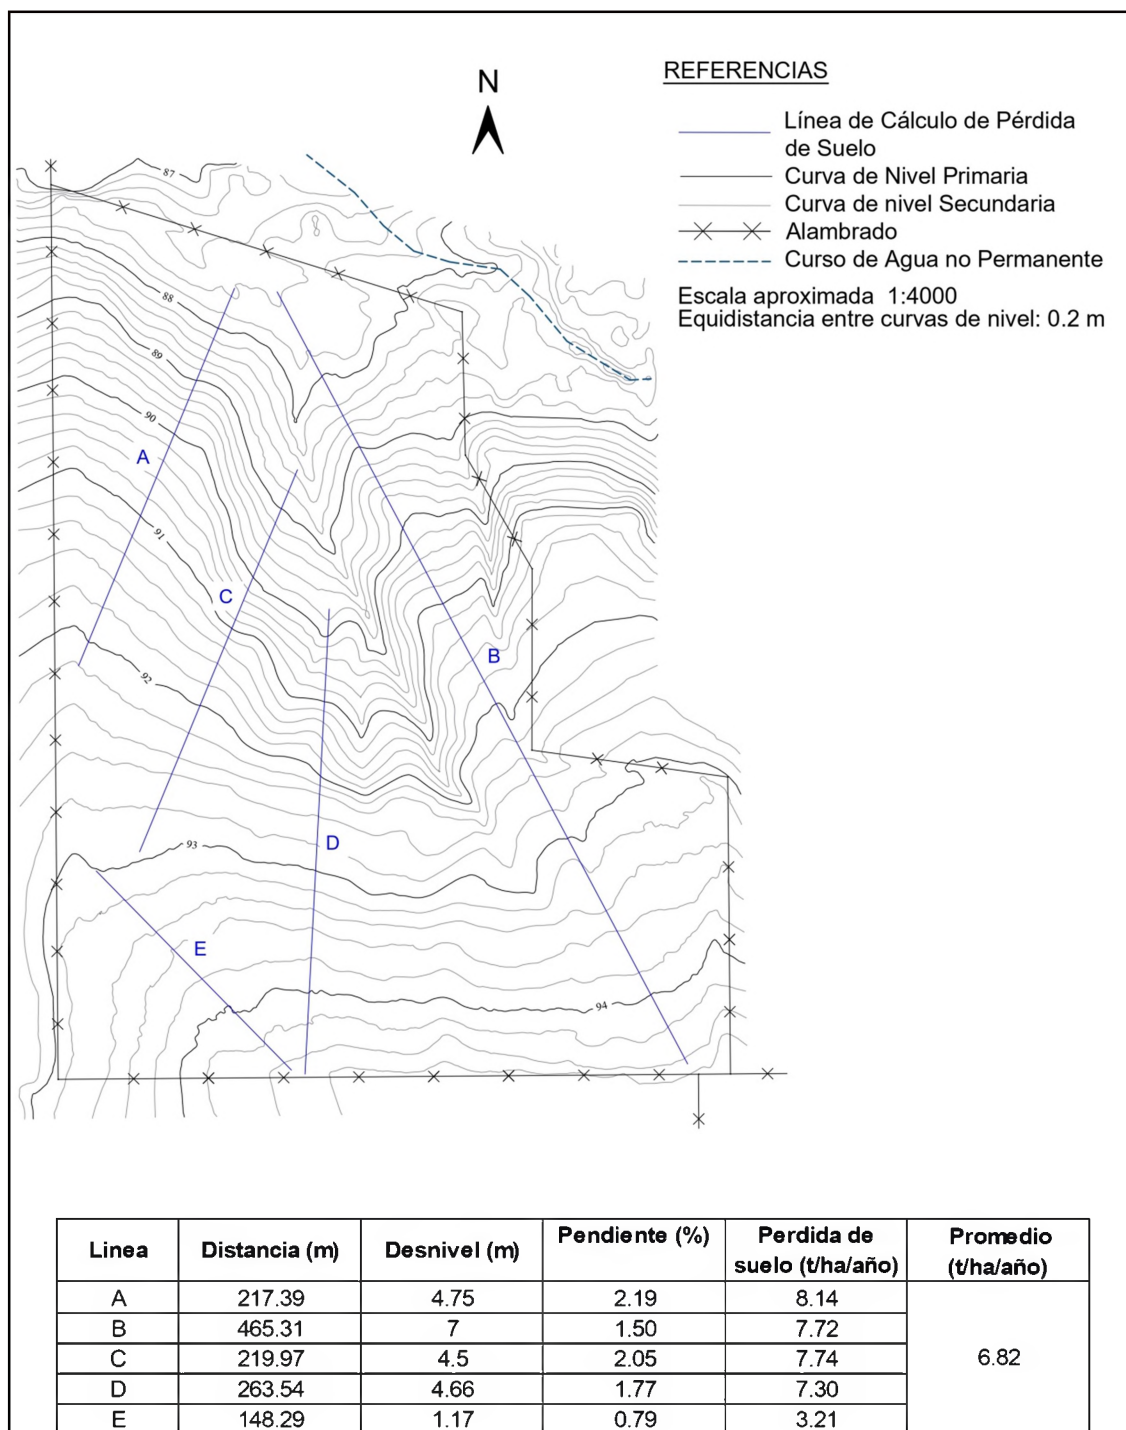 N
REFERENCIAS
Línea de Cálculo de Pérdida
de Suelo
Curva de Nivel Primaria
Curva de nivel Secundaria
Alambrado
Curso de Agua no Permanente
Escala aproximada 1:4000
Equidistancia entre curvas de nivel: 0.2 m
87
88
89
90
A
91
C
B
92
D
93
E
94
Linea Distancia (m) Desnivel (m) Pendiente (%) Perdida de suelo (t/ha/año) Promedio (t/ha/año)
A 217.39 4.75 2.19 8.14
B 465.31 7 1.50 7.72
C 219.97 4.5 2.05 7.74 6.82
D 263.54 4.66 1.77 7.30
E 148.29 1.17 0.79 3.21